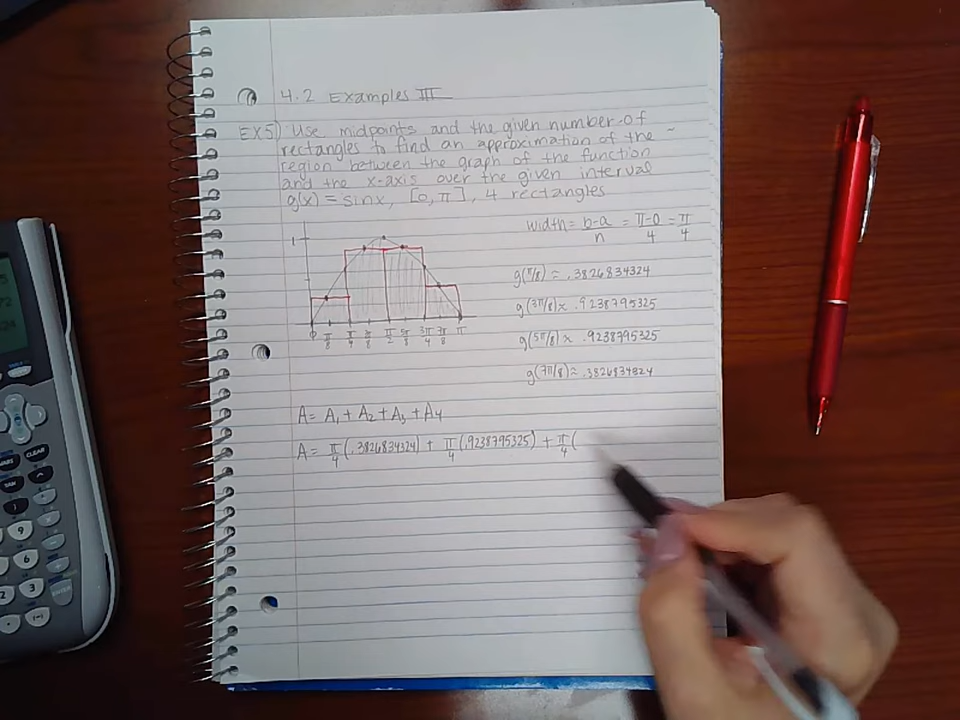 4.2 Examples III
EX5) Use midpoints and the given number of
rectangles to find an approximation of the
region between the graph of the function
and the x-axis over the given interval
g(x) = sinx, [0, π], 4 rectangles
width = b-a/n = π-0/4 = π/4
1
g(π/8) ≈ .3826834324
g(3π/8) ≈ .9238795325
g(5π/8) ≈ .9238795325
g(7π/8) ≈ .3826834324
0 π/8 π/4 3π/8 π/2 5π/8 3π/4 7π/8 π
A = A₁ + A₂ + A₃ + A₄
A = π/4 (.3826834324) + π/4 (.9238795325) + π/4 (